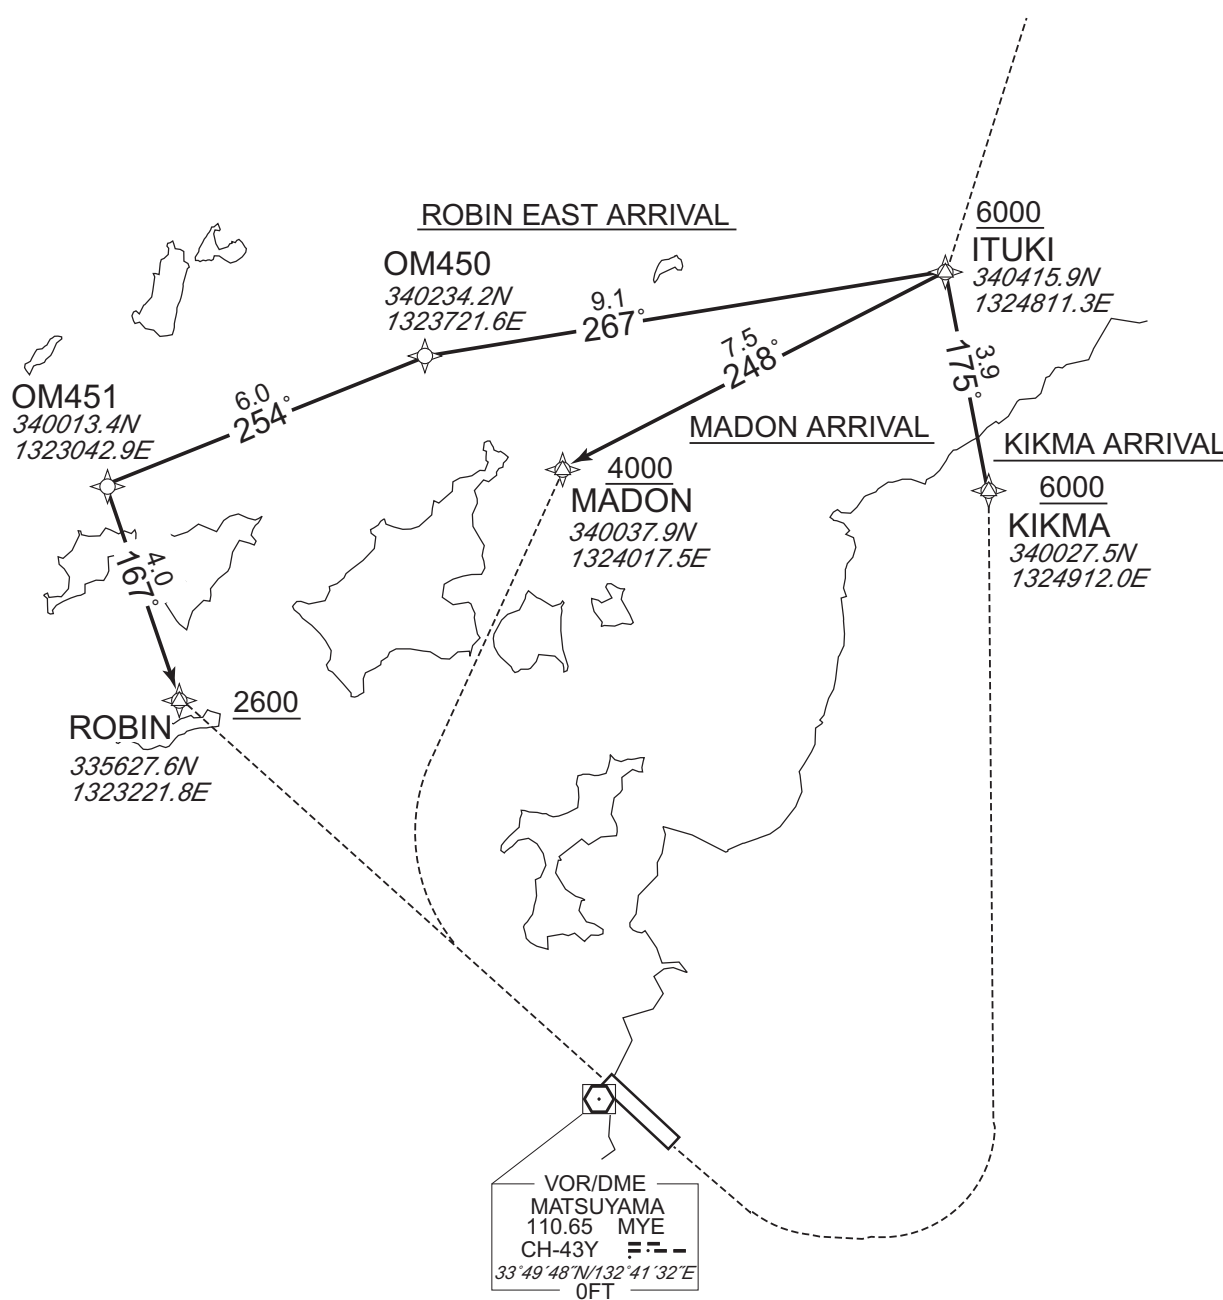 ROBIN EAST ARRIVAL
6000
ITUKI
340415.9N
1324811.3E
OM450
340234.2N
1323721.6E
9.1
267°
7.5
248°
3.9
175°
6.0
254°
OM451
340013.4N
1323042.9E
MADON ARRIVAL
KIKMA ARRIVAL
4000
MADON
340037.9N
1324017.5E
6000
KIKMA
340027.5N
1324912.0E
4.0
167°
2600
ROBIN
335627.6N
1323221.8E
VOR/DME
MATSUYAMA
110.65 MYE
CH-43Y
33°49′48″N/132°41′32″E
0FT